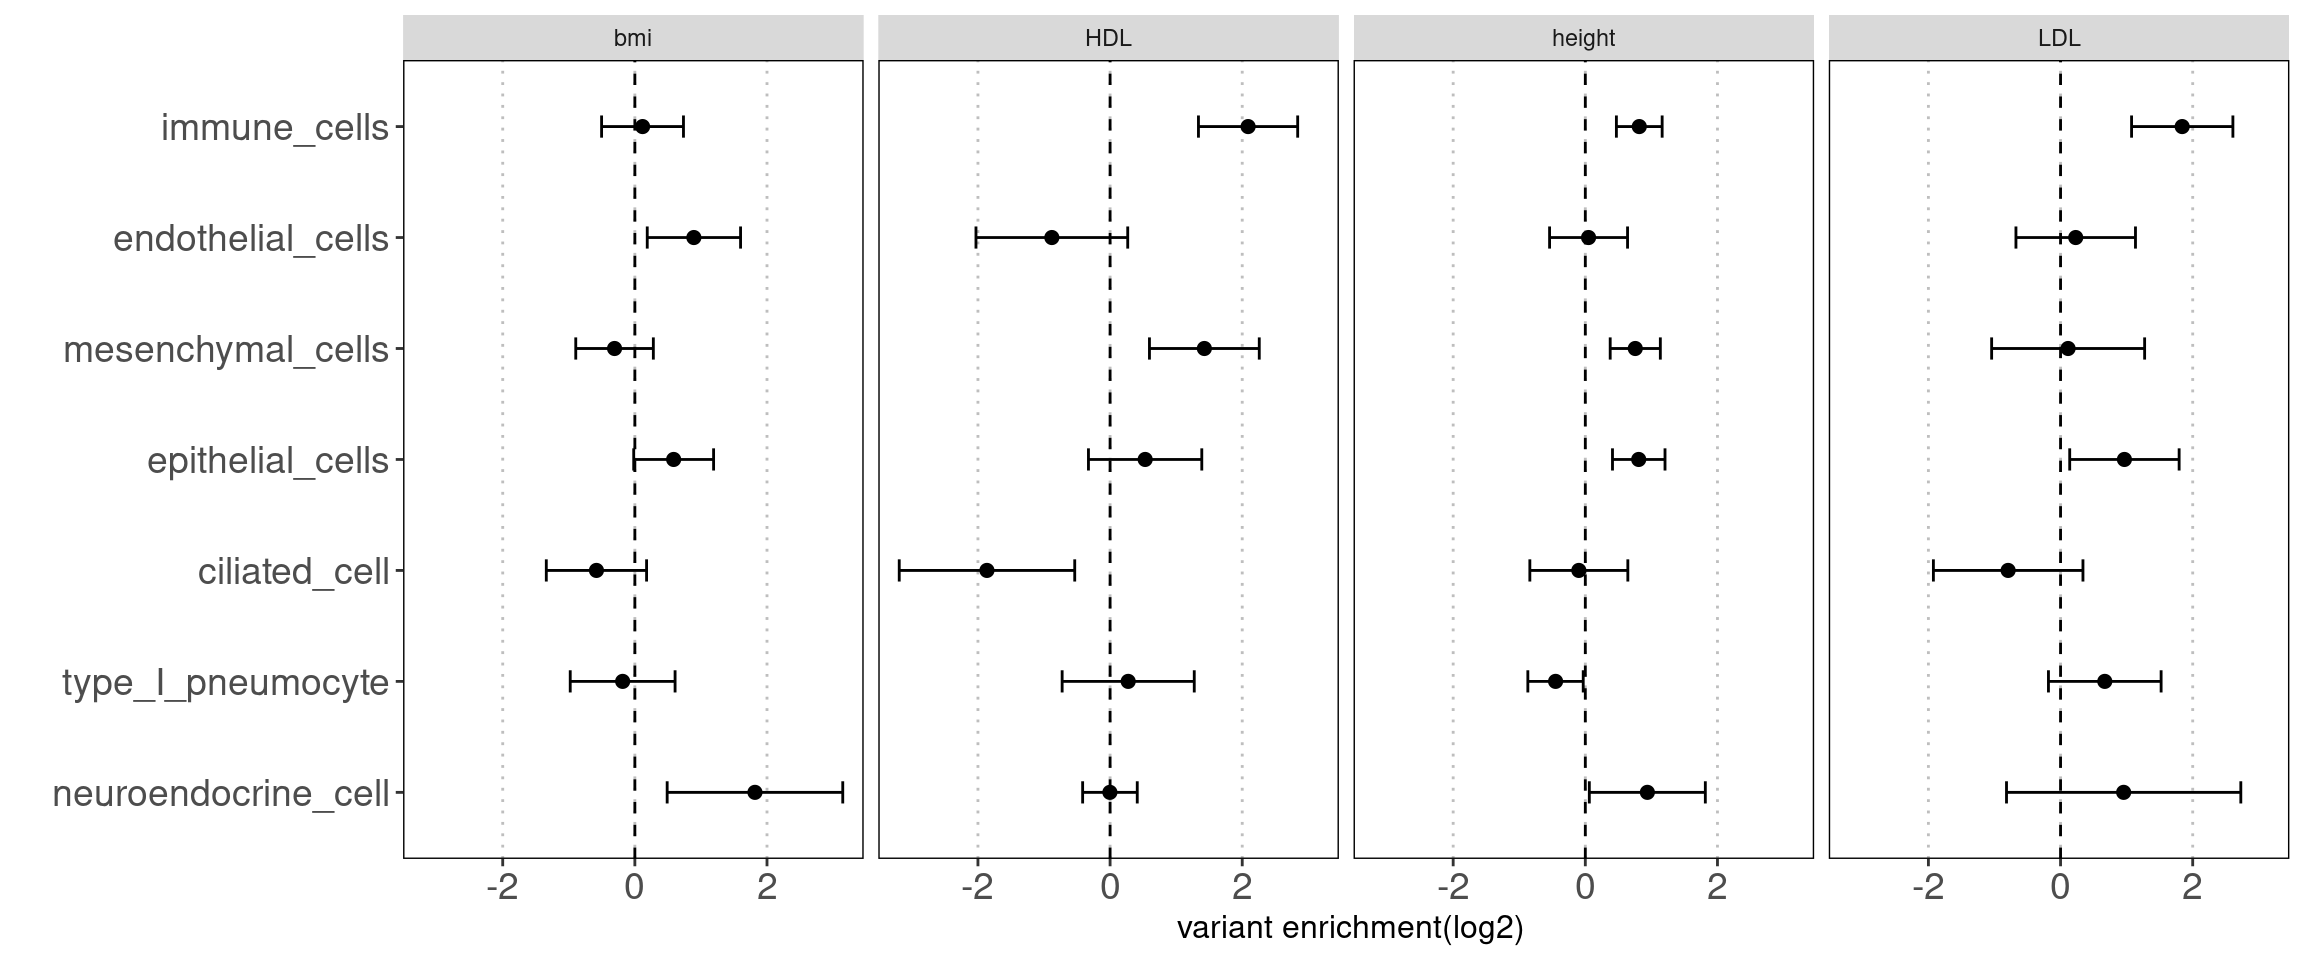 bmi HDL height LDL
immune_cells
endothelial_cells
mesenchymal_cells
epithelial_cells
ciliated_cell
type_I_pneumocyte
neuroendocrine_cell
-2 0 2 -2 0 2 -2 0 2 -2 0 2
variant enrichment(log2)